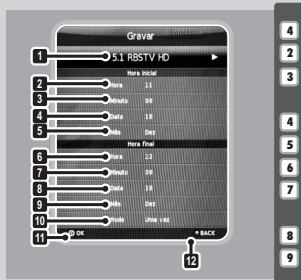 Gravar
1 5.1 RBSTV HD
Hora inicial
2 Hora 11
3 Minuto 00
4 Data 18
5 Mês Dez
Hora final
6 Hora 12
7 Minuto 00
8 Data 18
9 Mês Dez
10 Modo Uma vez
11 OK
12 BACK
4
2
3
4
5
6
7
8
9